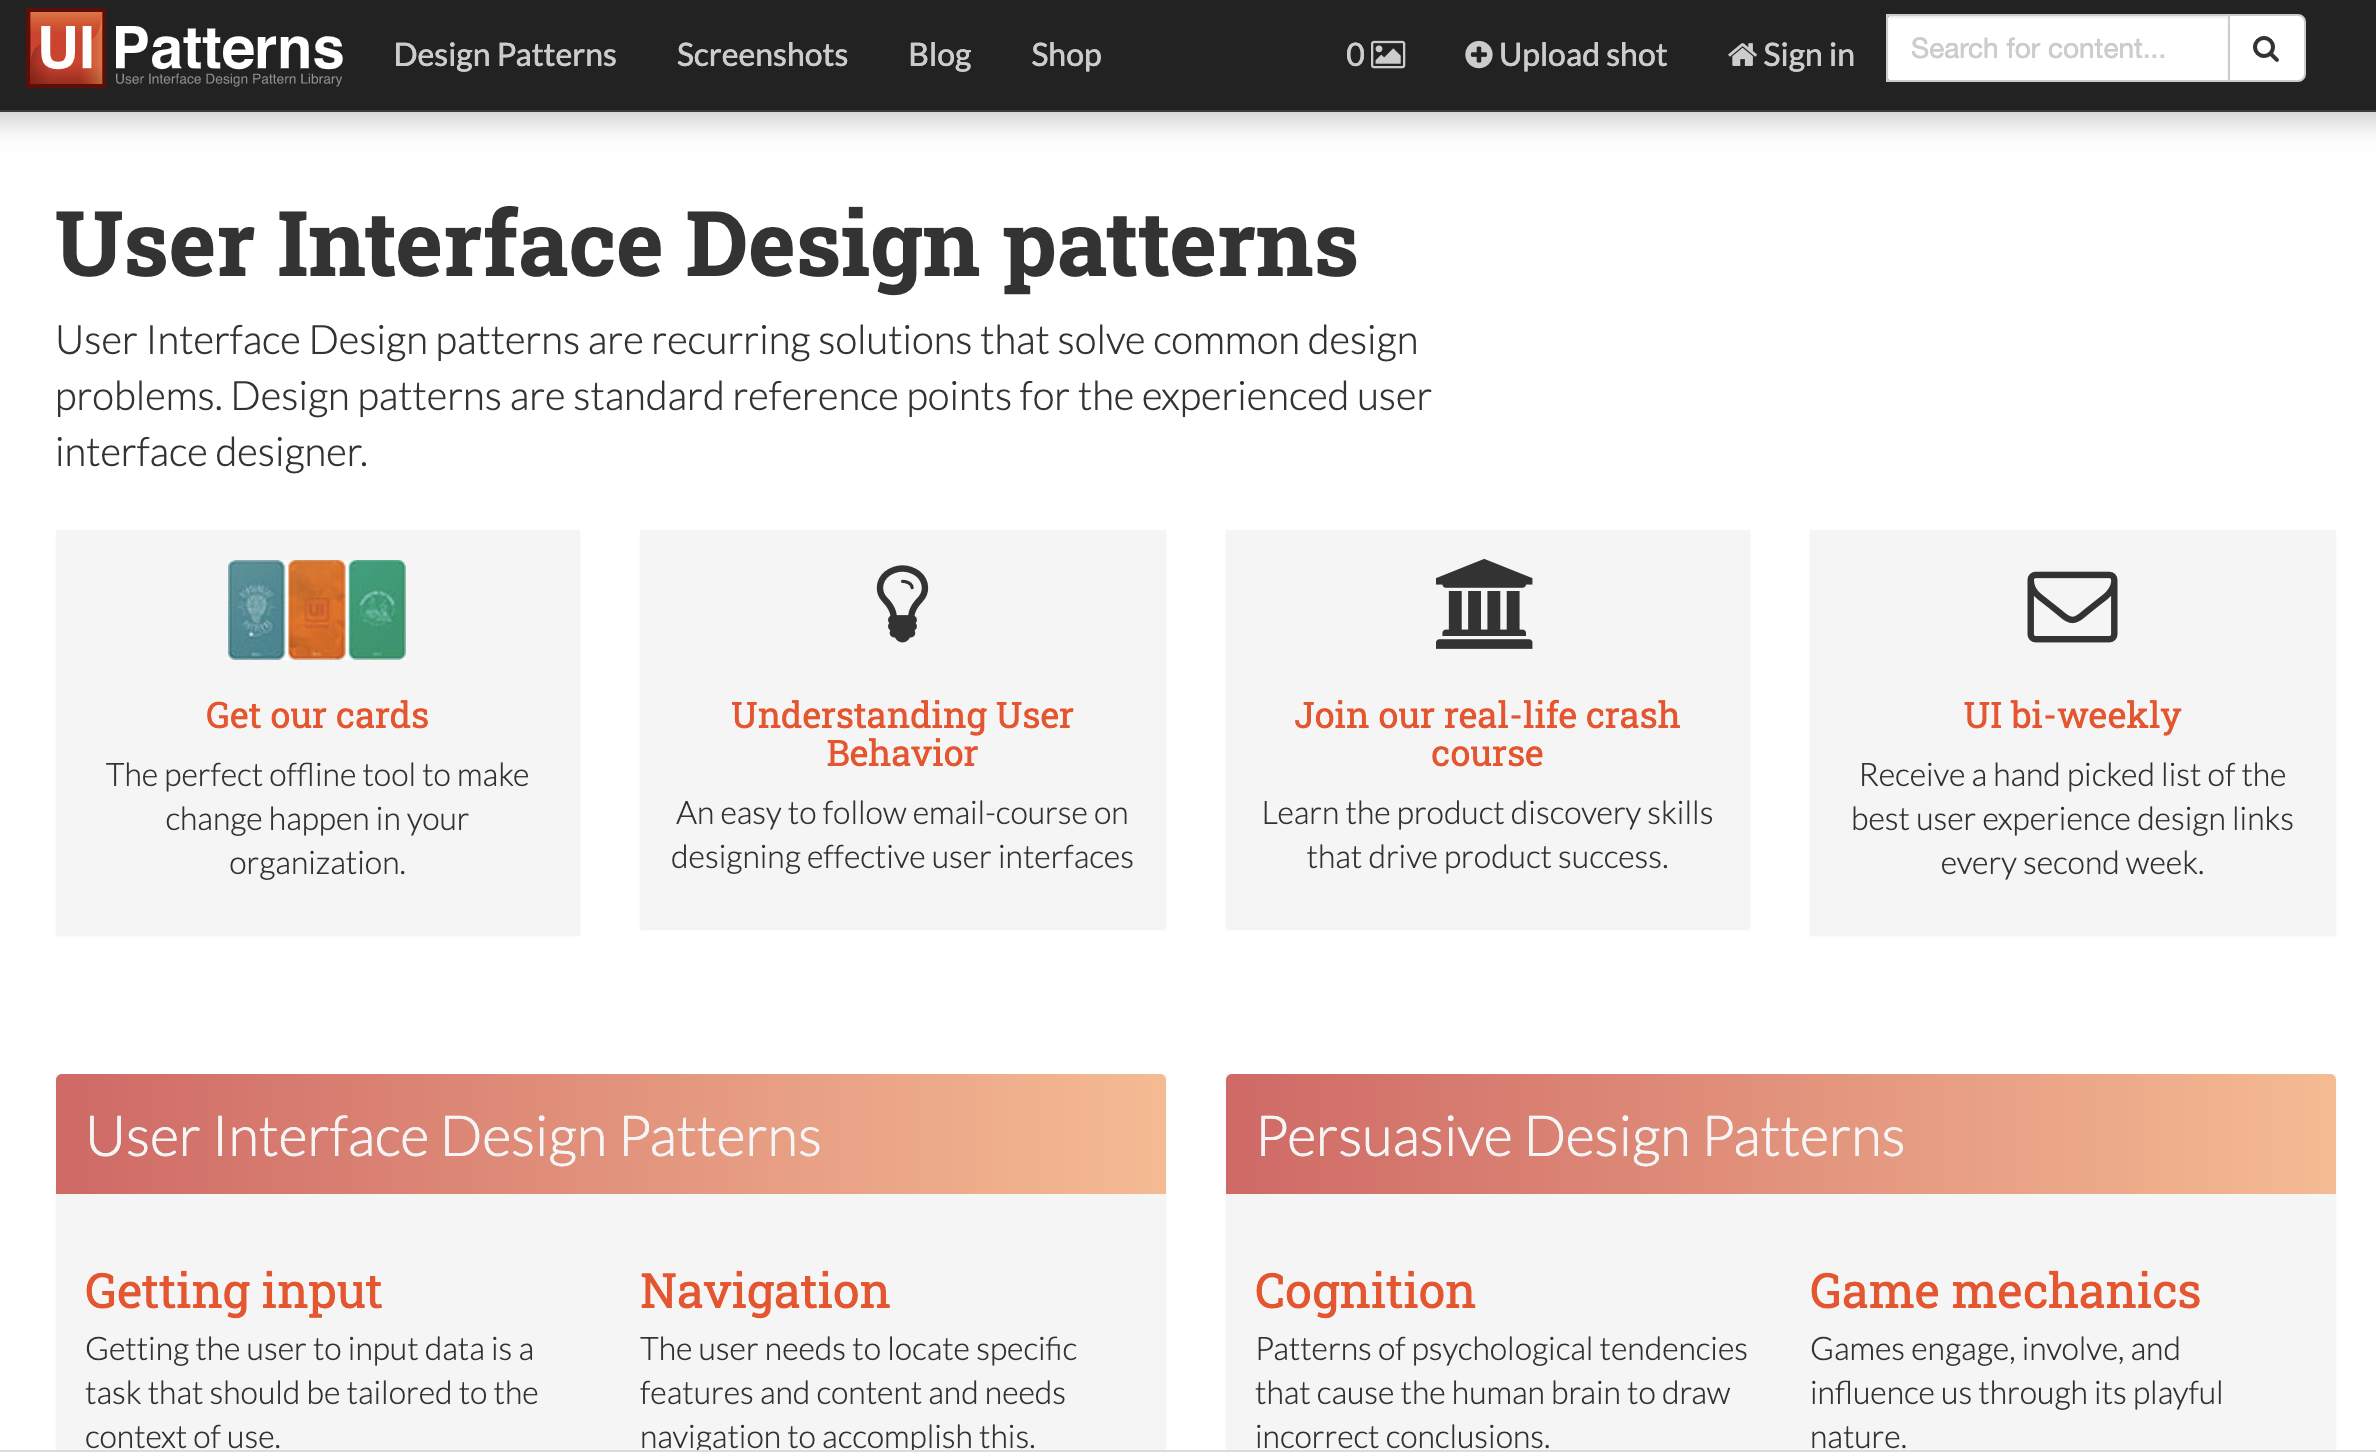 UI Patterns
User Interface Design Pattern Library
Design Patterns
Screenshots
Blog
Shop
0
Upload shot
Sign in
Search for content...
User Interface Design patterns
User Interface Design patterns are recurring solutions that solve common design
problems. Design patterns are standard reference points for the experienced user
interface designer.
Get our cards
The perfect offline tool to make
change happen in your
organization.
Understanding User
Behavior
An easy to follow email-course on
designing effective user interfaces
Join our real-life crash
course
Learn the product discovery skills
that drive product success.
UI bi-weekly
Receive a hand picked list of the
best user experience design links
every second week.
User Interface Design Patterns
Getting input
Getting the user to input data is a
task that should be tailored to the
context of use.
Navigation
The user needs to locate specific
features and content and needs
navigation to accomplish this.
Persuasive Design Patterns
Cognition
Patterns of psychological tendencies
that cause the human brain to draw
incorrect conclusions.
Game mechanics
Games engage, involve, and
influence us through its playful
nature.